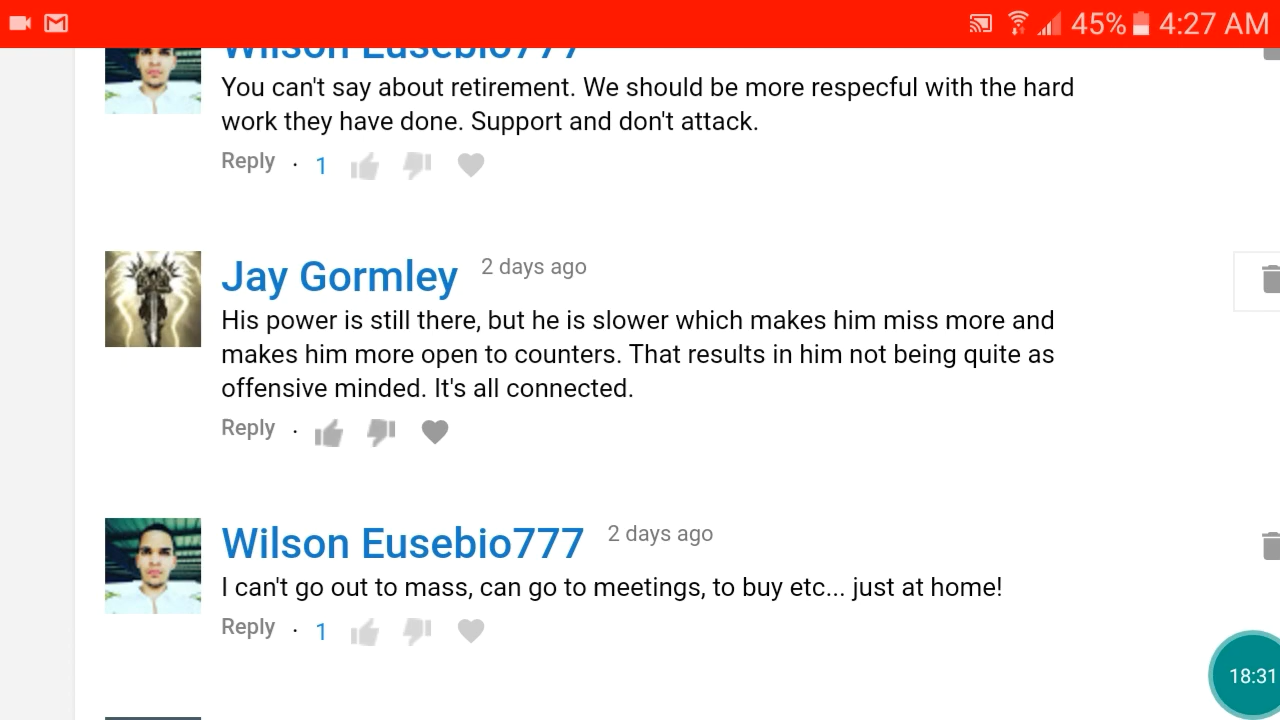 45% 4:27 AM
Wilson Eusebio777
You can't say about retirement. We should be more respecful with the hard
work they have done. Support and don't attack.
Reply · 1
Jay Gormley 2 days ago
His power is still there, but he is slower which makes him miss more and
makes him more open to counters. That results in him not being quite as
offensive minded. It's all connected.
Reply ·
Wilson Eusebio777 2 days ago
I can't go out to mass, can go to meetings, to buy etc... just at home!
Reply · 1
18:31